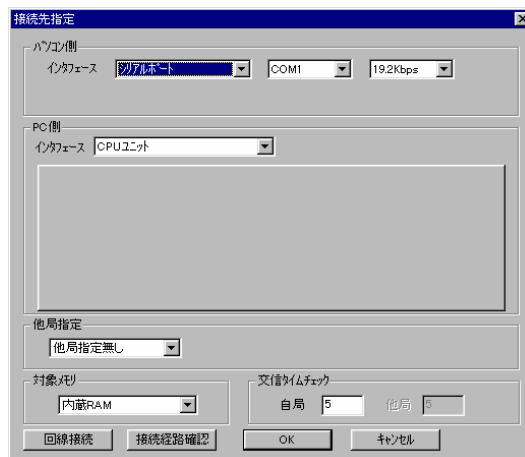 接続先指定
パソコン側
インタフェース シリアルポート COM1 19.2Kbps
PC側
インタフェース CPUユニット
他局指定
他局指定無し
対象メモリ 交信タイムチェック
内蔵RAM 自局 5 他局 5
回線接続 接続経路確認 OK キャンセル